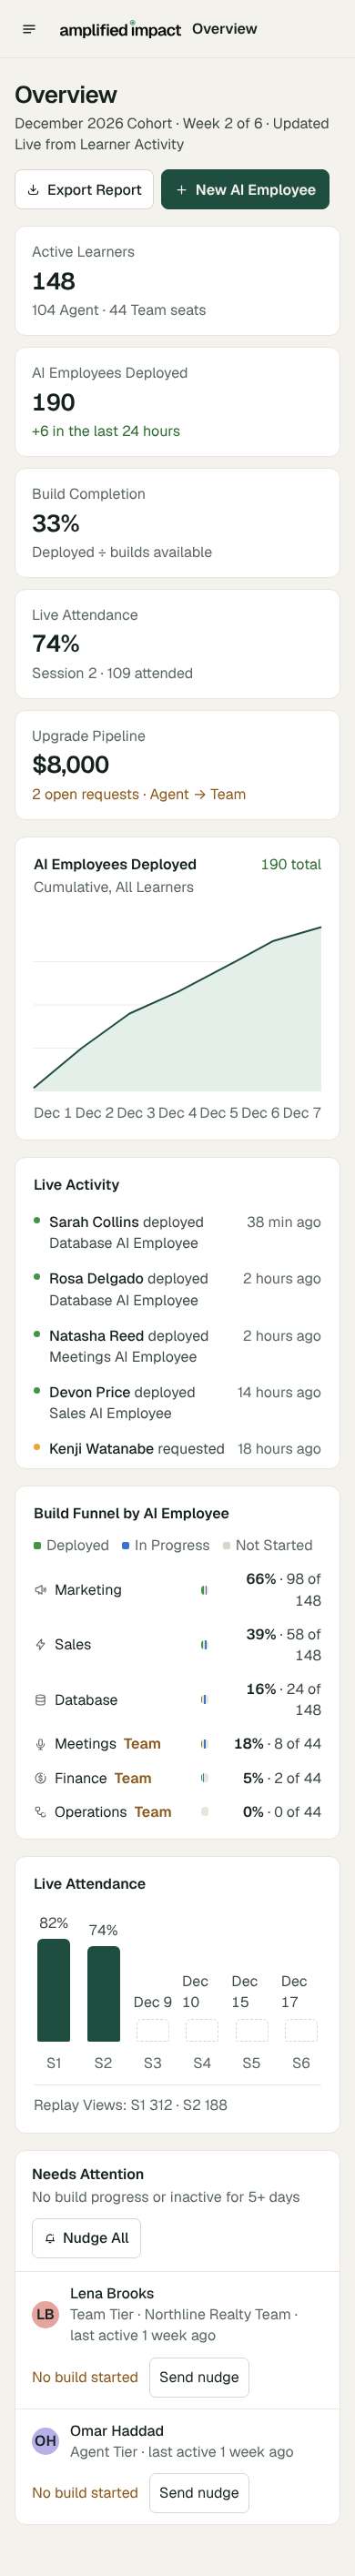 amplified impact Overview
Overview
December 2026 Cohort · Week 2 of 6 · Updated
Live from Learner Activity
Export Report
New AI Employee
Active Learners
148
104 Agent · 44 Team seats
AI Employees Deployed
190
+6 in the last 24 hours
Build Completion
33%
Deployed ÷ builds available
Live Attendance
74%
Session 2 · 109 attended
Upgrade Pipeline
$8,000
2 open requests · Agent → Team
AI Employees Deployed 190 total
Cumulative, All Learners
Dec 1 Dec 2 Dec 3 Dec 4 Dec 5 Dec 6 Dec 7
Live Activity
Sarah Collins deployed 38 min ago
Database AI Employee
Rosa Delgado deployed 2 hours ago
Database AI Employee
Natasha Reed deployed 2 hours ago
Meetings AI Employee
Devon Price deployed 14 hours ago
Sales AI Employee
Kenji Watanabe requested 18 hours ago
Build Funnel by AI Employee
Deployed In Progress Not Started
Marketing 66% · 98 of
148
Sales 39% · 58 of
148
Database 16% · 24 of
148
Meetings Team 18% · 8 of 44
Finance Team 5% · 2 of 44
Operations Team 0% · 0 of 44
Live Attendance
82% 74% Dec 9 Dec 10 Dec 15 Dec 17
S1 S2 S3 S4 S5 S6
Replay Views: S1 312 · S2 188
Needs Attention
No build progress or inactive for 5+ days
Nudge All
LB
Lena Brooks
Team Tier · Northline Realty Team ·
last active 1 week ago
No build started Send nudge
OH
Omar Haddad
Agent Tier · last active 1 week ago
No build started Send nudge